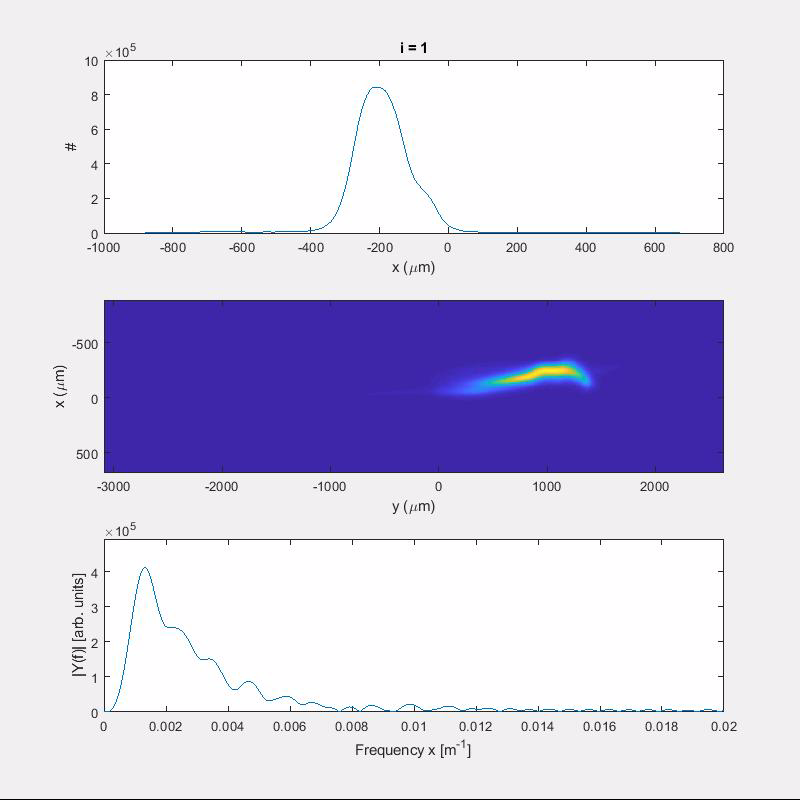 i = 1
×10^5
10
8
6
4
2
0
#
-1000 -800 -600 -400 -200 0 200 400 600 800
x (μm)
-500
0
500
x (μm)
-3000 -2000 -1000 0 1000 2000
y (μm)
×10^5
4
3
2
1
0
|Y(f)| [arb. units]
0 0.002 0.004 0.006 0.008 0.01 0.012 0.014 0.016 0.018 0.02
Frequency x [m^-1]